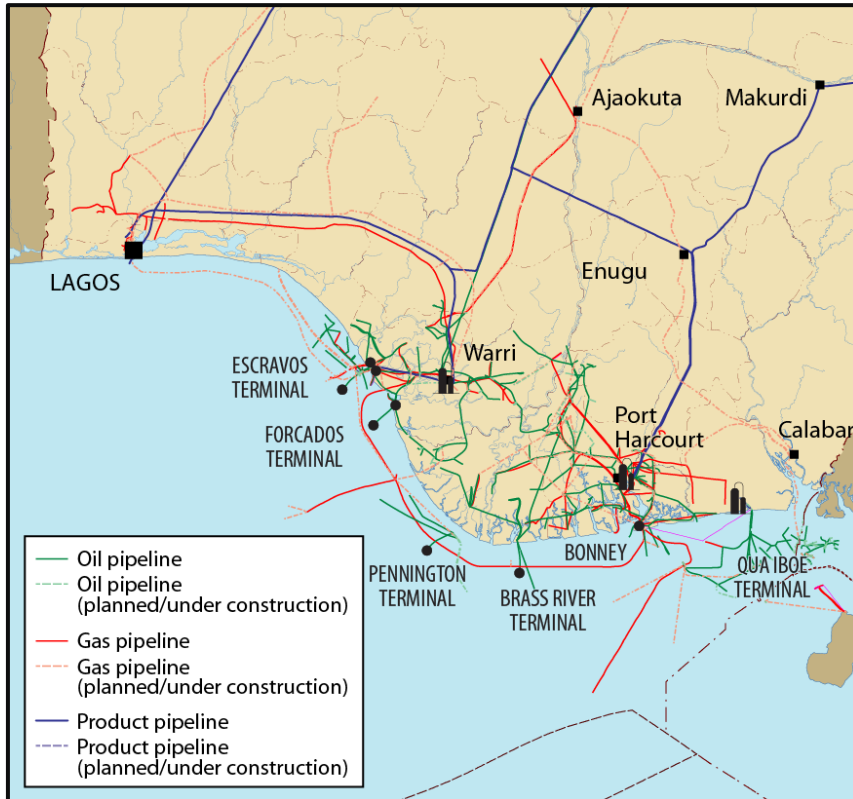 Ajaokuta
Makurdi
LAGOS
Enugu
ESCRAVOS
TERMINAL
Warri
FORCADOS
TERMINAL
Port
Harcourt
Calabar
PENNINGTON
TERMINAL
BRASS RIVER
TERMINAL
BONNEY
QUA IBOE
TERMINAL
Oil pipeline
Oil pipeline
(planned/under construction)
Gas pipeline
Gas pipeline
(planned/under construction)
Product pipeline
Product pipeline
(planned/under construction)